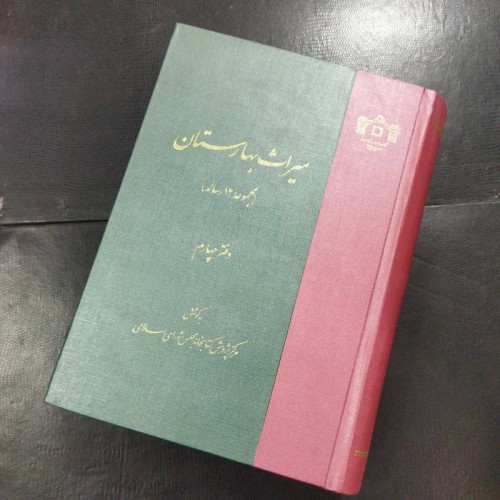 میراث بهارستان
(مجموعه ۱۲ رساله)
دفتر چهارم
به کوشش
مرکز پژوهش کتابخانه مجلس شورای اسلامی